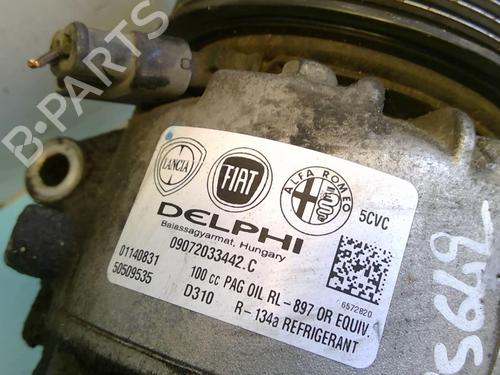 B-PARTS
LANCIA
FIAT
ALFA ROMEO
5CVC
DELPHI
Balassagyarmat, Hungary
09072033442.C
01140831
50509535
100 cc PAG OIL RL-897 OR EQUIV.
D310
R-134a REFRIGERANT
6572820